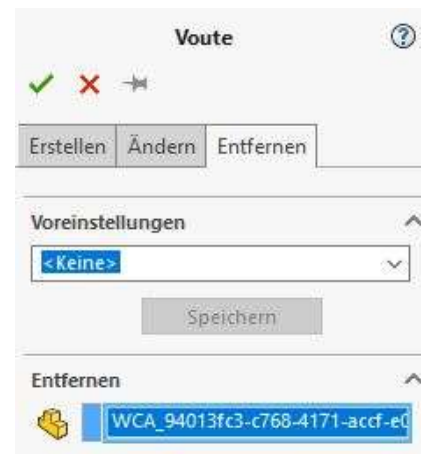 Voute
Erstellen Ändern Entfernen
Voreinstellungen
<Keine>
Speichern
Entfernen
WCA_94013fc3-c768-4171-accf-e0